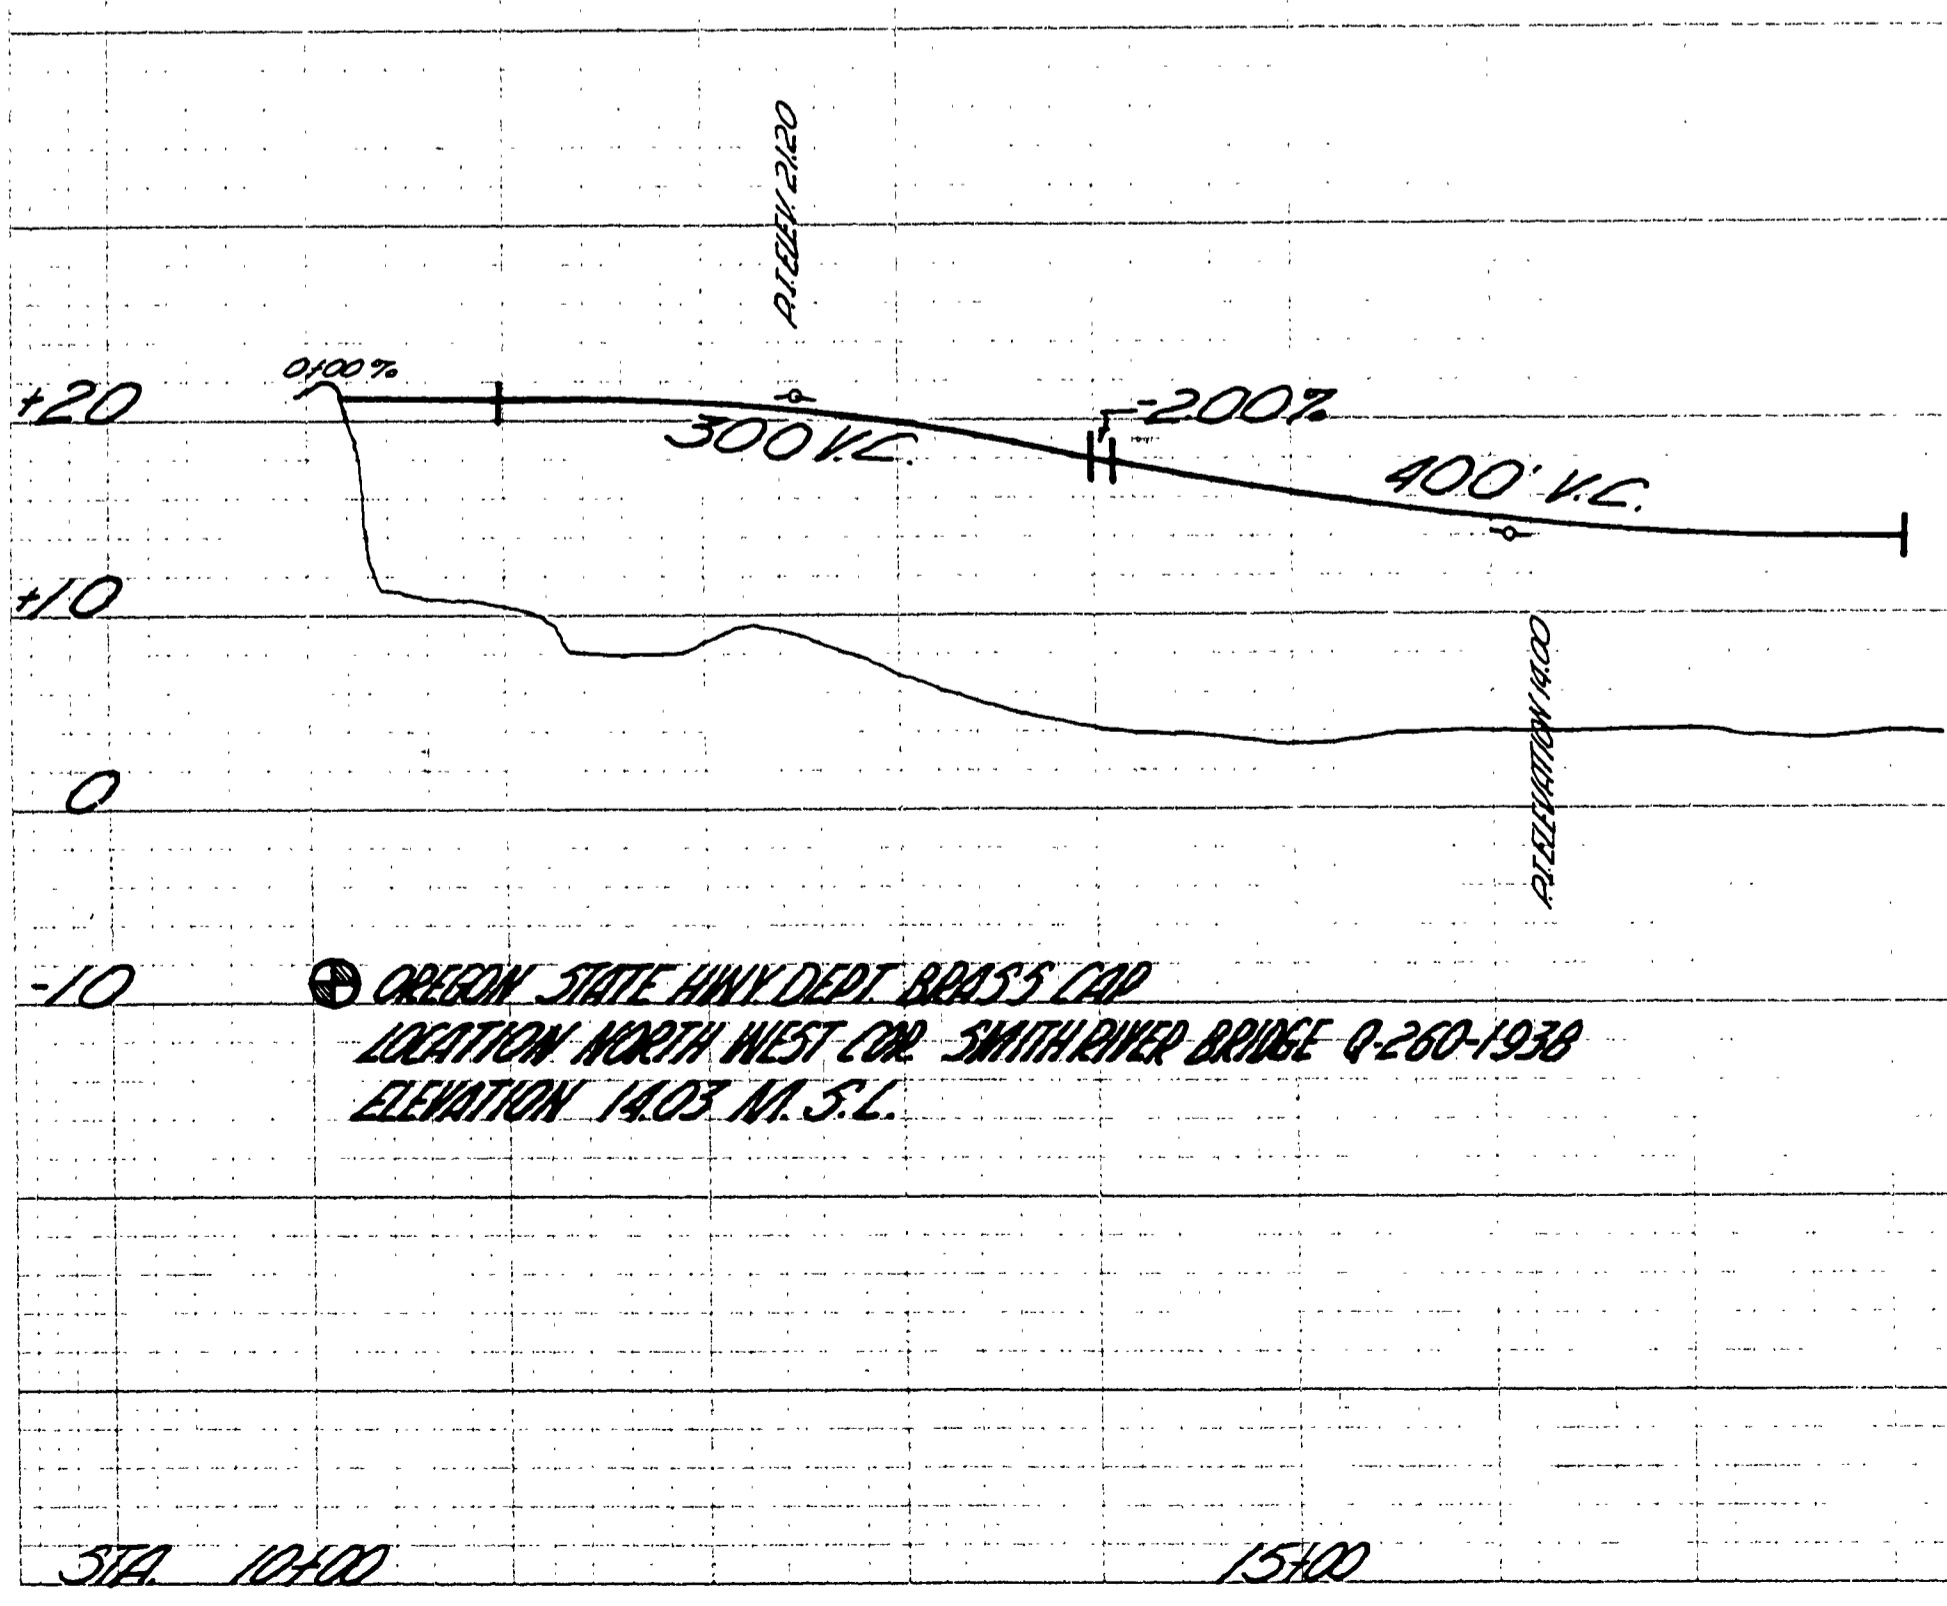 P.I. ELEV. 21.20
0+00%
+20
-2.00%
300 V.C.
400' V.C.
+10
P.I. ELEVATION 14.00
0
-10
OREGON STATE HWY DEPT. BRASS CAP
LOCATION NORTH WEST COR. SMITH RIVER BRIDGE Q-260-1938
ELEVATION 14.03 M.S.L.
STA. 10+00 15+00